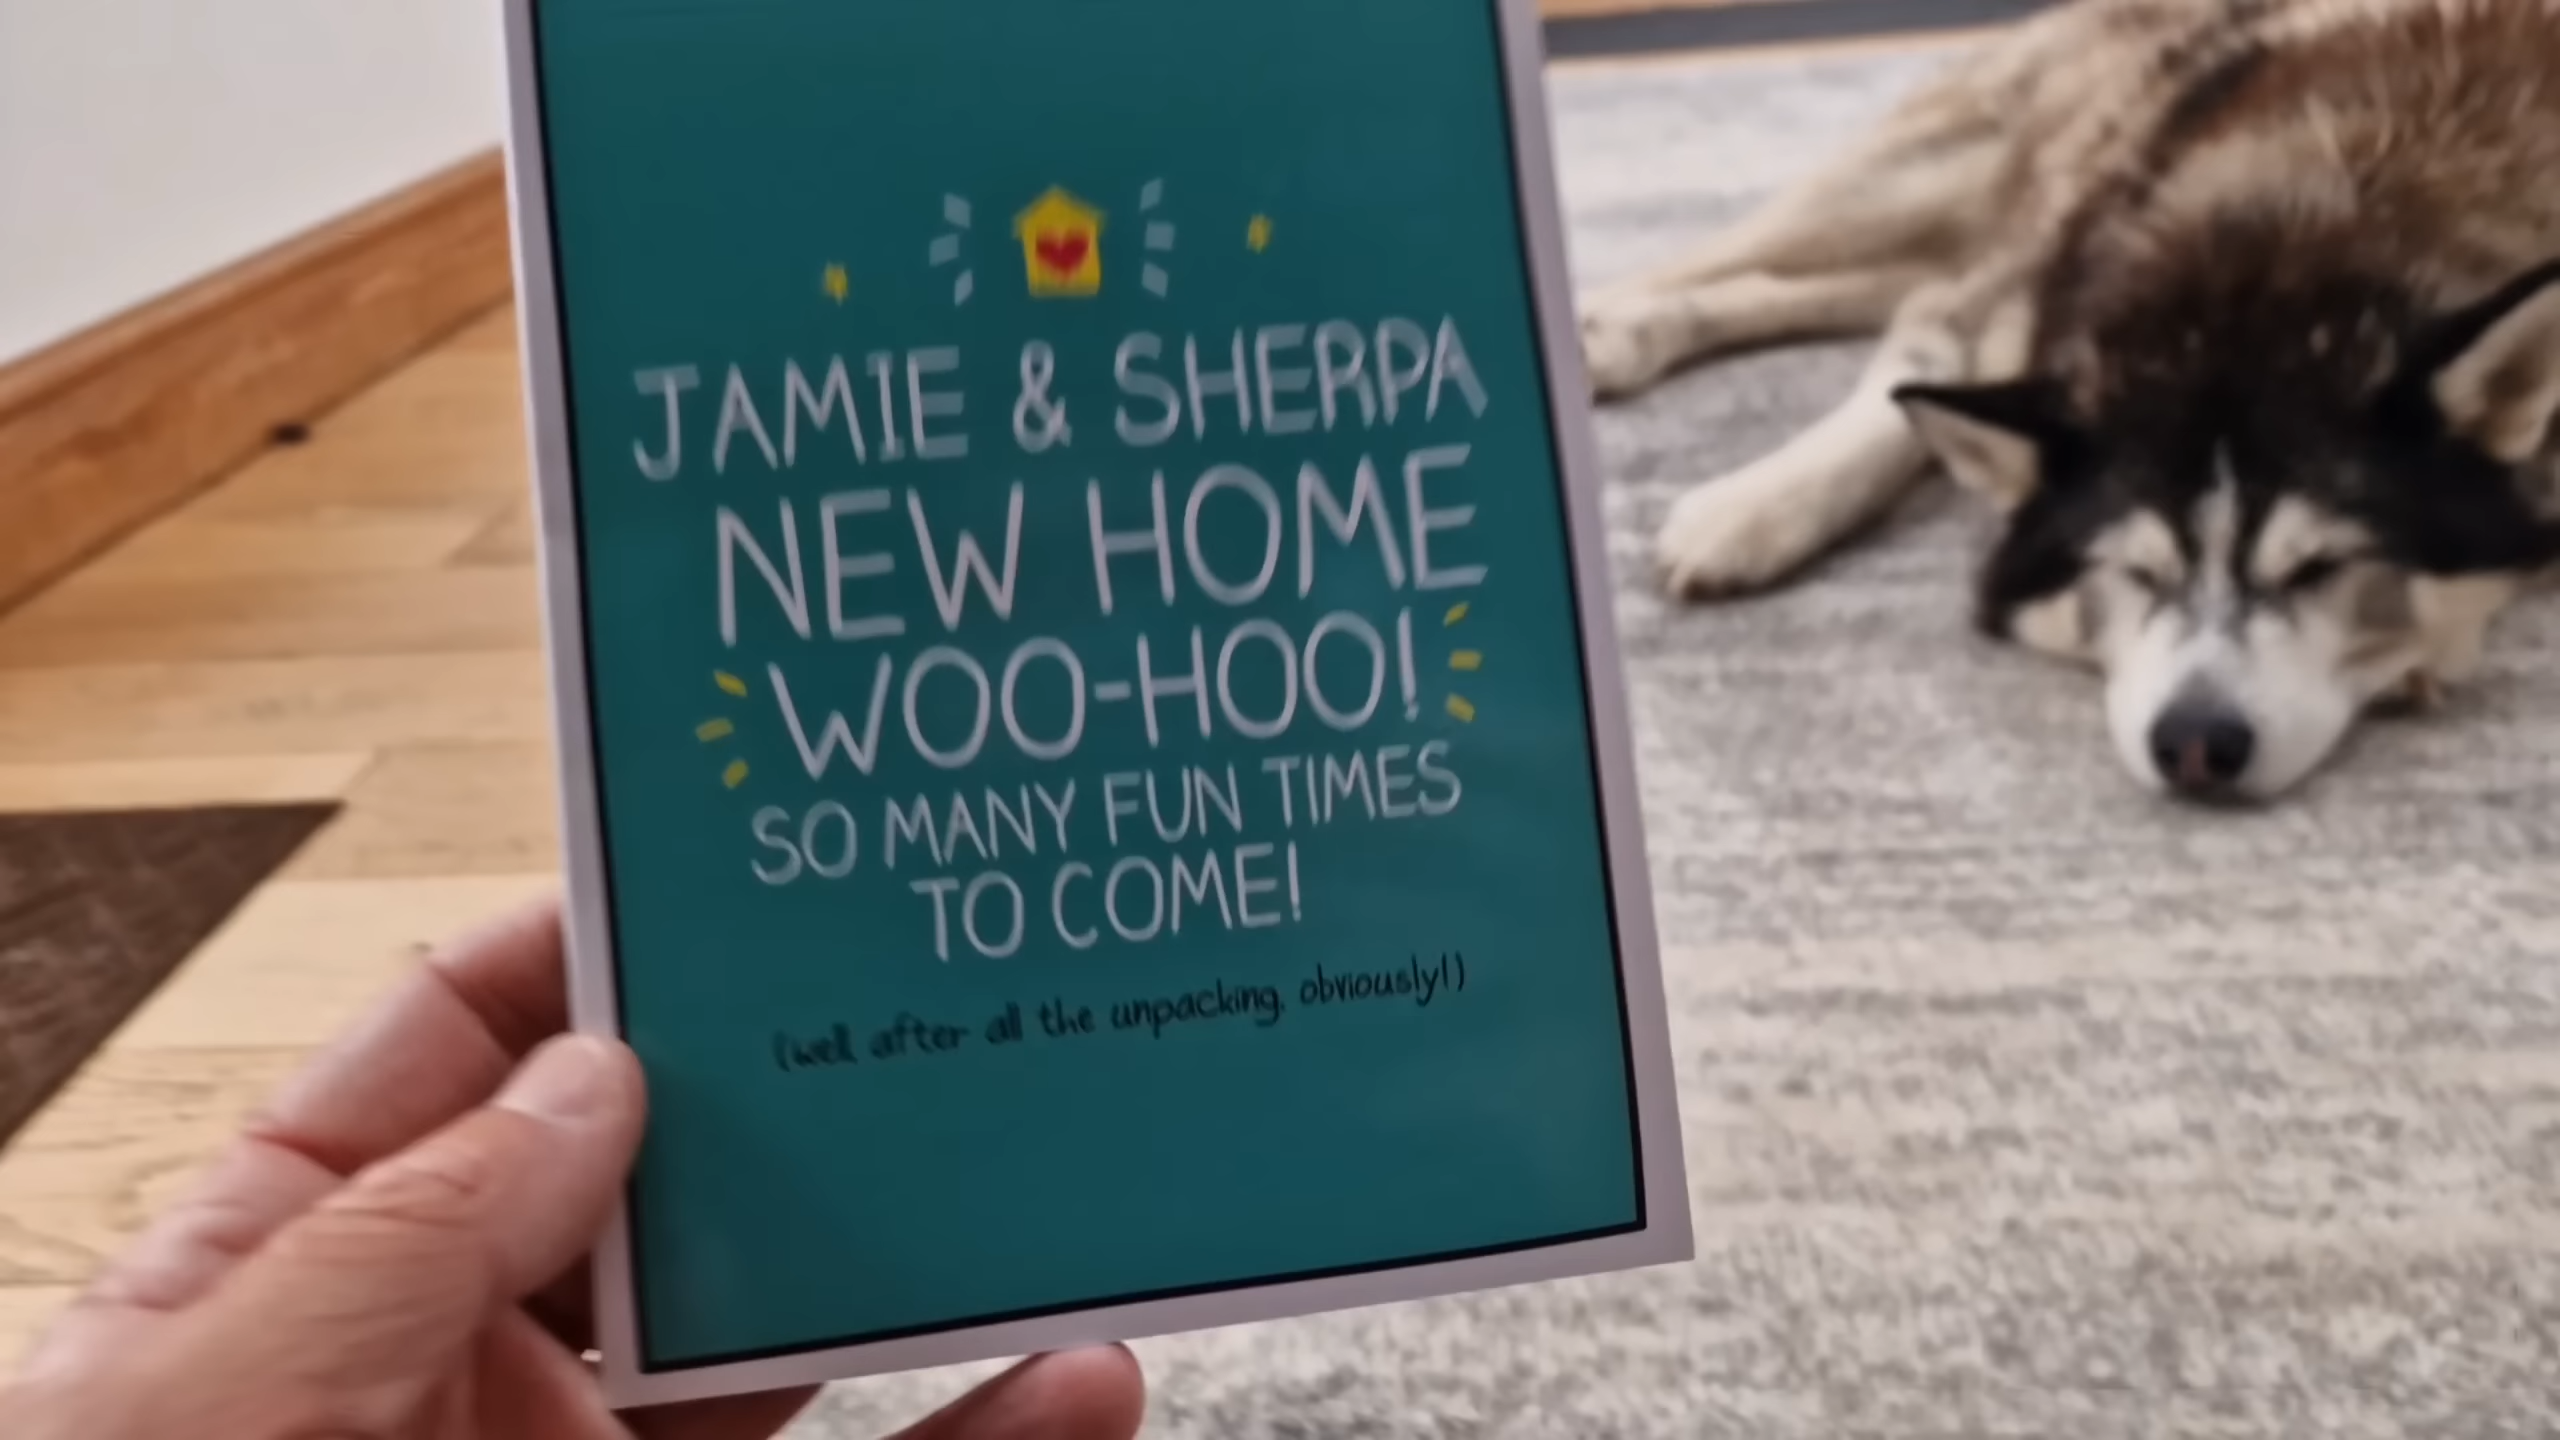 JAMIE & SHERPA
NEW HOME
WOO-HOO!
SO MANY FUN TIMES
TO COME!
(well after all the unpacking, obviously!)